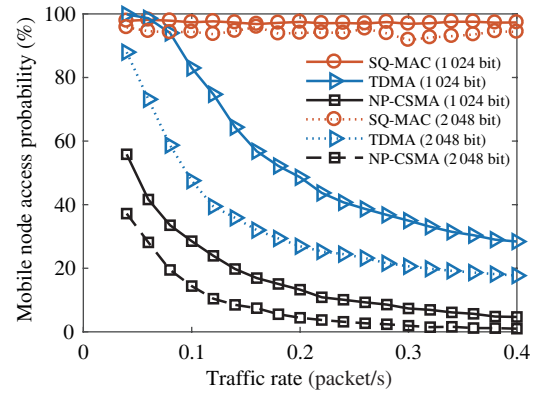 Mobile node access probability (%)
100
80
60
40
20
0
SQ-MAC (1 024 bit)
TDMA (1 024 bit)
NP-CSMA (1 024 bit)
SQ-MAC (2 048 bit)
TDMA (2 048 bit)
NP-CSMA (2 048 bit)
0 0.1 0.2 0.3 0.4
Traffic rate (packet/s)